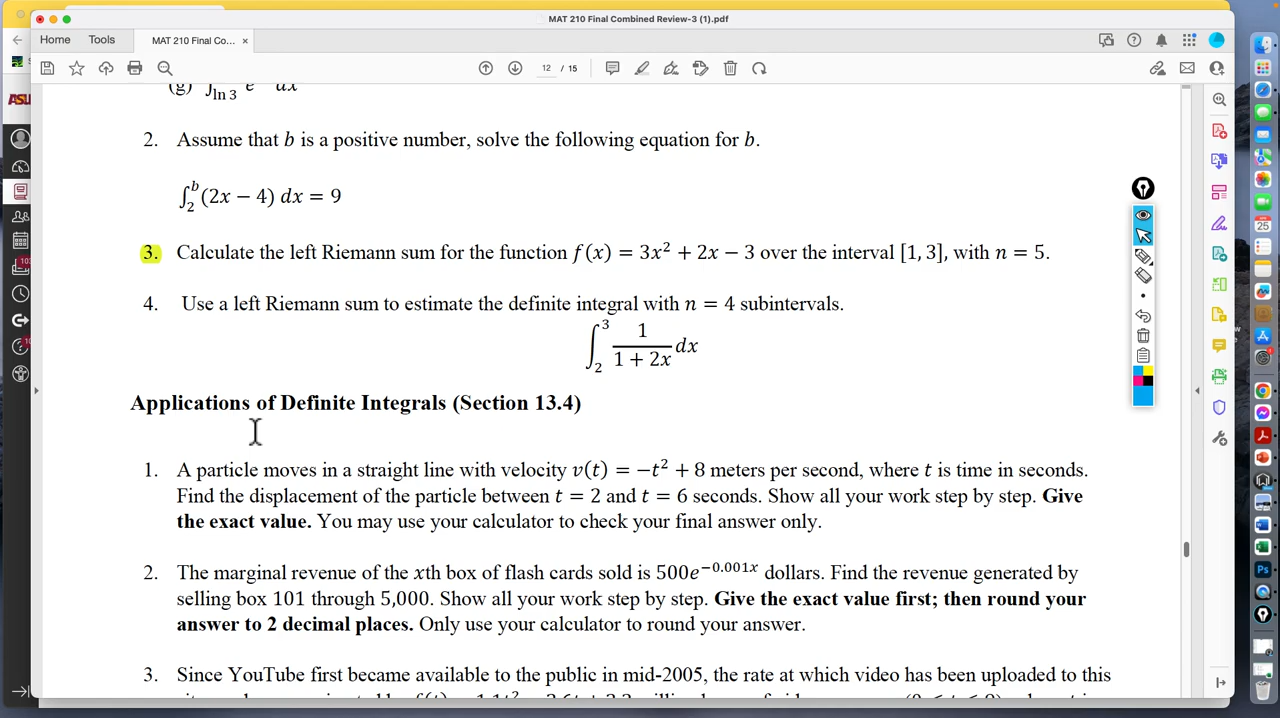 MAT 210 Final Combined Review-3 (1).pdf
Home Tools MAT 210 Final Co... ×
12 / 15
(g) ∫ln 3 e dx
2. Assume that b is a positive number, solve the following equation for b.
∫₂ᵇ(2x − 4) dx = 9
3. Calculate the left Riemann sum for the function f(x) = 3x² + 2x − 3 over the interval [1, 3], with n = 5.
4. Use a left Riemann sum to estimate the definite integral with n = 4 subintervals.
∫₂³ 1/(1 + 2x) dx
Applications of Definite Integrals (Section 13.4)
1. A particle moves in a straight line with velocity v(t) = −t² + 8 meters per second, where t is time in seconds.
Find the displacement of the particle between t = 2 and t = 6 seconds. Show all your work step by step. Give
the exact value. You may use your calculator to check your final answer only.
2. The marginal revenue of the xth box of flash cards sold is 500e^−0.001x dollars. Find the revenue generated by
selling box 101 through 5,000. Show all your work step by step. Give the exact value first; then round your
answer to 2 decimal places. Only use your calculator to round your answer.
3. Since YouTube first became available to the public in mid-2005, the rate at which video has been uploaded to this